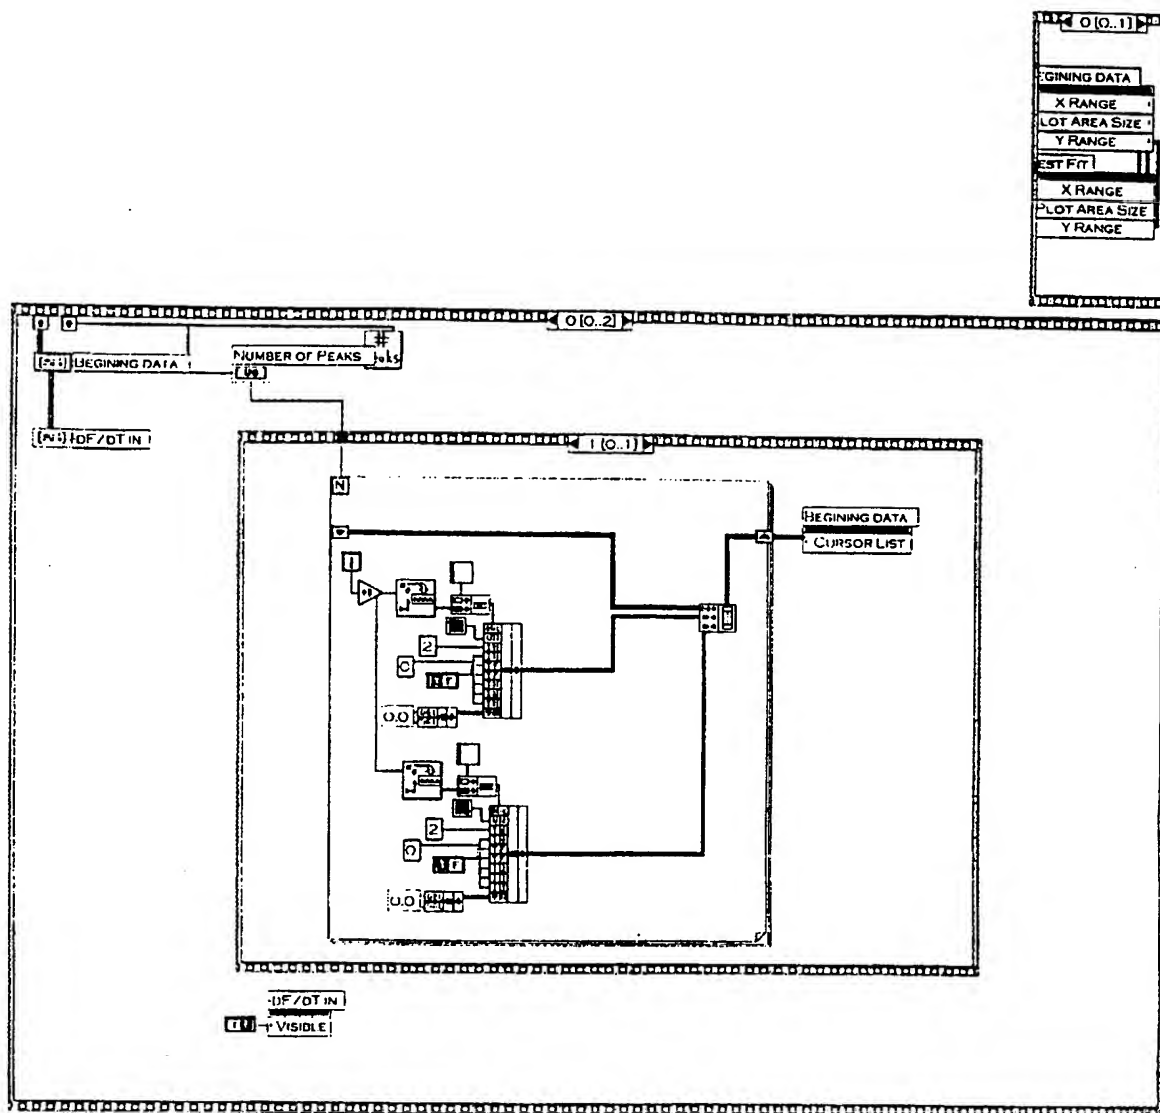 0 [0..1]
EGINING DATA
X RANGE
LOT AREA SIZE
Y RANGE
EST FIT
X RANGE
PLOT AREA SIZE
Y RANGE
0 [0..2]
#
NUMBER OF PEAKS
BEGINING DATA
-DF/DT IN
1 [0..1]
N
BEGINING DATA
CURSOR LIST
I
+1
2
0
F
0.0
2
0
F
0.0
-DF/DT IN
VISIBLE